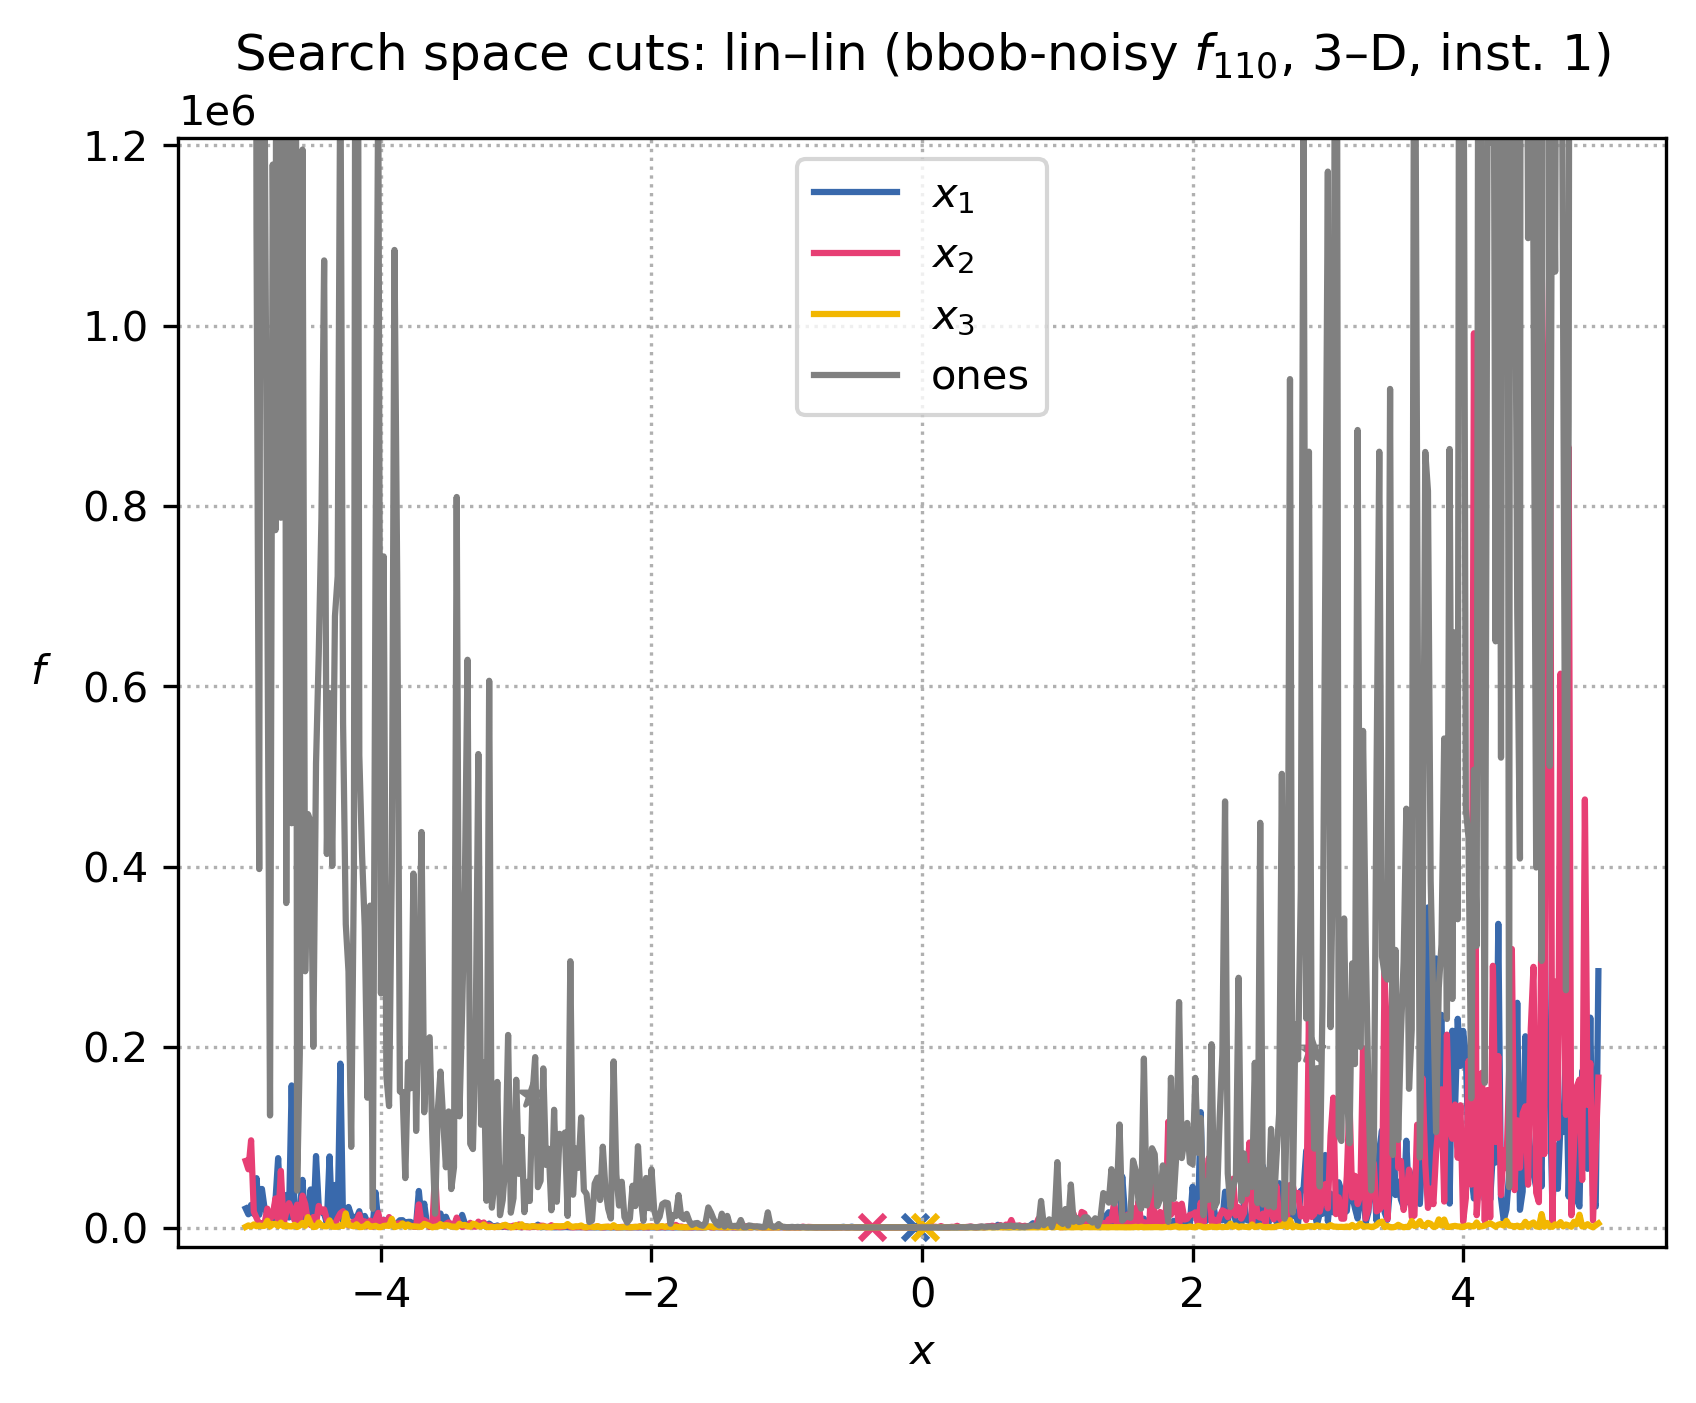 Search space cuts: lin–lin (bbob-noisy f₁₁₀, 3–D, inst. 1)
1e6
1.2
1.0
0.8
0.6
0.4
0.2
0.0
f
x₁
x₂
x₃
ones
−4
−2
0
2
4
x